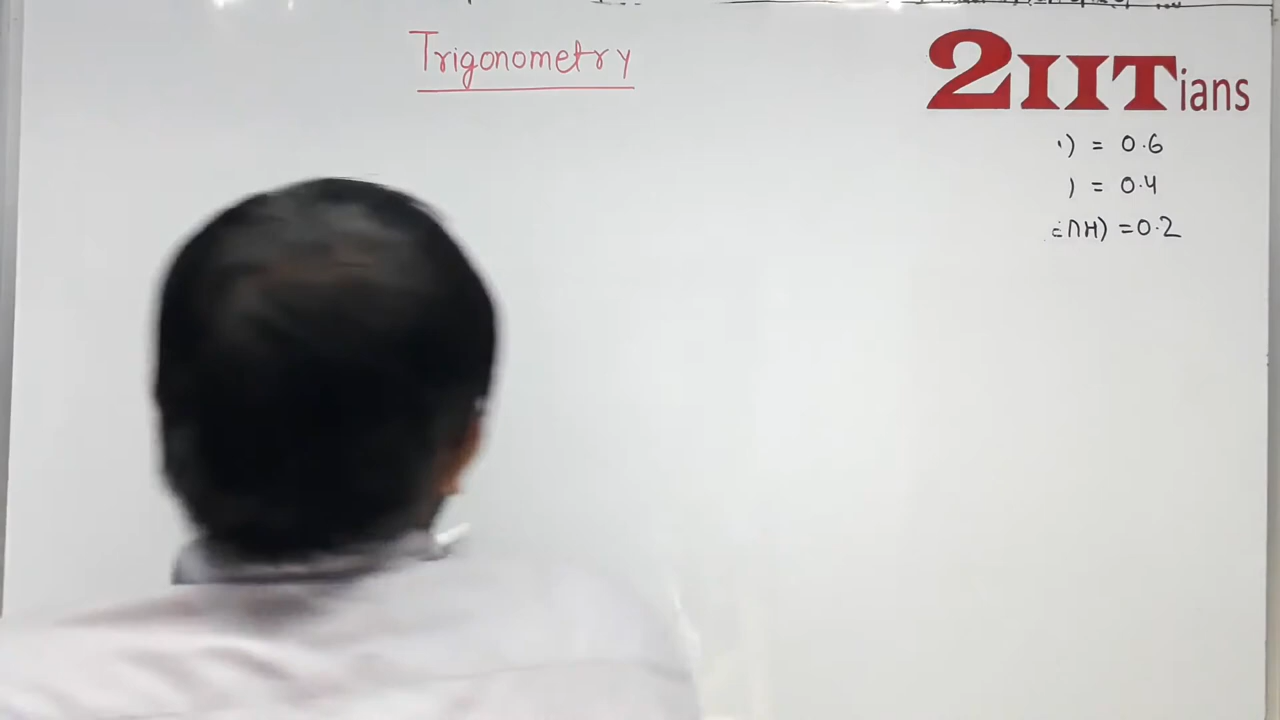 Trigonometry
2IITians
) = 0.6
) = 0.4
∩H) = 0.2